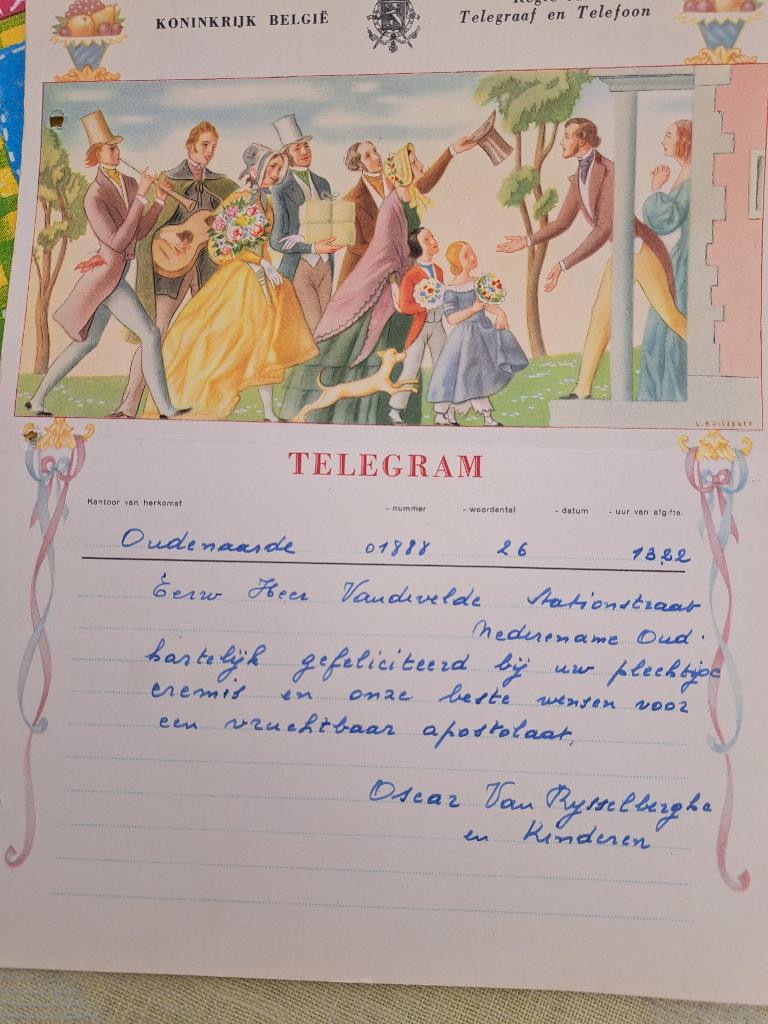 KONINKRIJK BELGIË
Telegraaf en Telefoon
TELEGRAM
Kantoor van herkomst - nummer - woordental - datum - uur van afgifte.
Oudenaarde 01888 26 1322
Eerw Heer Vandevelde Stationstraat
Nederename Oud.
hartelijk gefeliciteerd bij uw plechtige
eremis en onze beste wensen voor
een vruchtbaar apostolaat,
Oscar Van Rysselberghe
en Kinderen